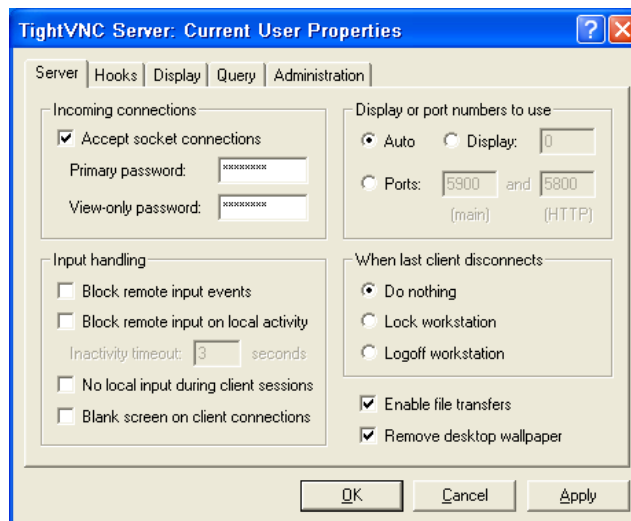 TightVNC Server: Current User Properties
Server Hooks Display Query Administration
Incoming connections
Accept socket connections
Primary password: xxxxxxxx
View-only password: xxxxxxxx
Display or port numbers to use
Auto Display: 0
Ports: 5900 and 5800
(main) (HTTP)
Input handling
Block remote input events
Block remote input on local activity
Inactivity timeout: 3 seconds
No local input during client sessions
Blank screen on client connections
When last client disconnects
Do nothing
Lock workstation
Logoff workstation
Enable file transfers
Remove desktop wallpaper
OK Cancel Apply